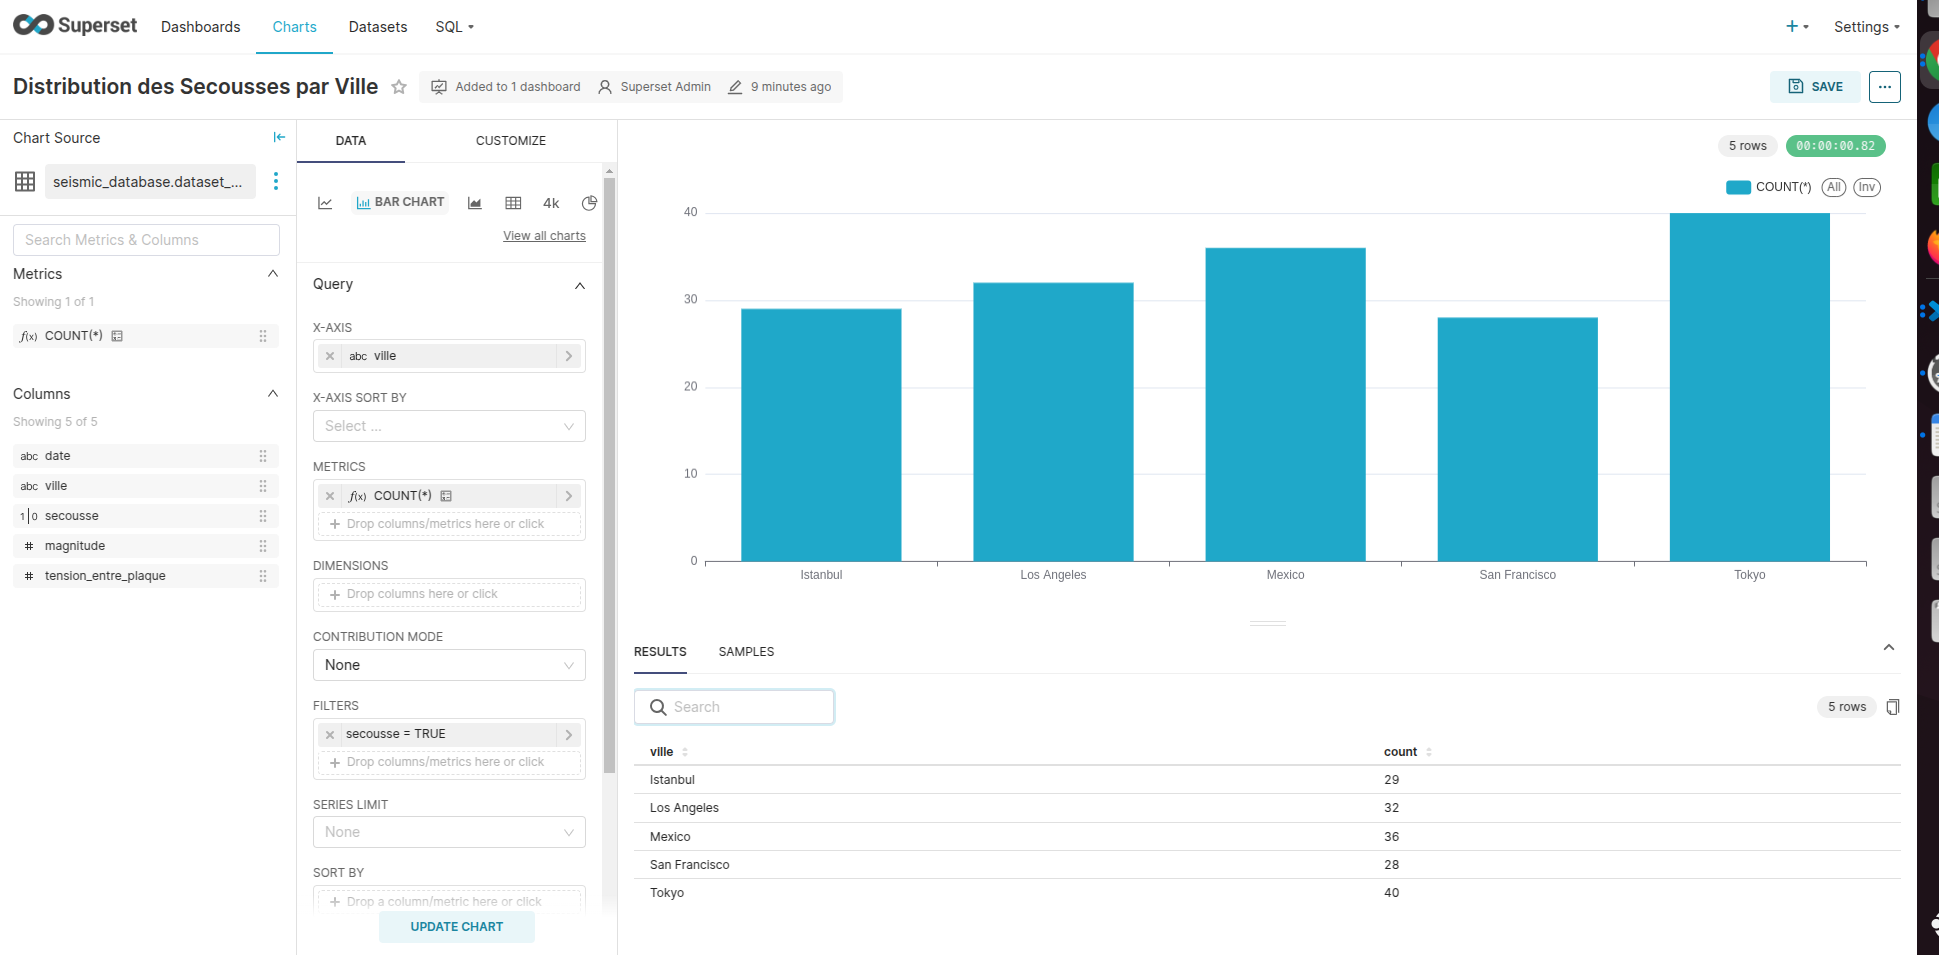 Superset Dashboards Charts Datasets SQL + Settings
Distribution des Secousses par Ville Added to 1 dashboard Superset Admin 9 minutes ago SAVE ...
Chart Source
seismic_database.dataset_...
Search Metrics & Columns
Metrics
Showing 1 of 1
f(x) COUNT(*)
Columns
Showing 5 of 5
abc date
abc ville
1|0 secousse
# magnitude
# tension_entre_plaque
DATA CUSTOMIZE
BAR CHART 4k
View all charts
Query
X-AXIS
× abc ville
X-AXIS SORT BY
Select ...
METRICS
× f(x) COUNT(*)
+ Drop columns/metrics here or click
DIMENSIONS
+ Drop columns here or click
CONTRIBUTION MODE
None
FILTERS
× secousse = TRUE
+ Drop columns/metrics here or click
SERIES LIMIT
None
SORT BY
+ Drop a column/metric here or click
UPDATE CHART
5 rows 00:00:00.82
COUNT(*) All Inv
40
30
20
10
0
Istanbul Los Angeles Mexico San Francisco Tokyo
RESULTS SAMPLES
Search 5 rows
ville count
Istanbul 29
Los Angeles 32
Mexico 36
San Francisco 28
Tokyo 40